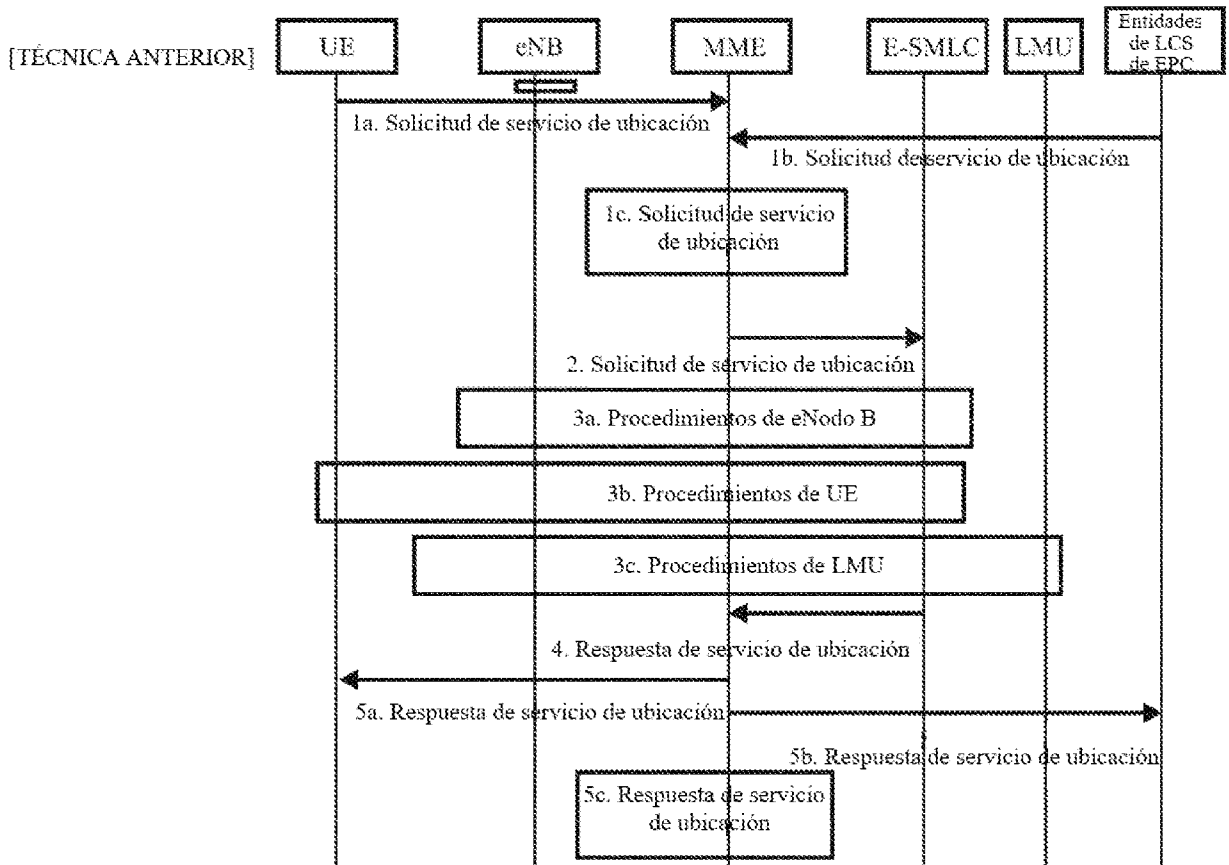 [TÉCNICA ANTERIOR]
UE
eNB
MME
E-SMLC
LMU
Entidades
de LCS
de EPC
1a. Solicitud de servicio de ubicación
1b. Solicitud de servicio de ubicación
1c. Solicitud de servicio
de ubicación
2. Solicitud de servicio de ubicación
3a. Procedimientos de eNodo B
3b. Procedimientos de UE
3c. Procedimientos de LMU
4. Respuesta de servicio de ubicación
5a. Respuesta de servicio de ubicación
5b. Respuesta de servicio de ubicación
5c. Respuesta de servicio
de ubicación